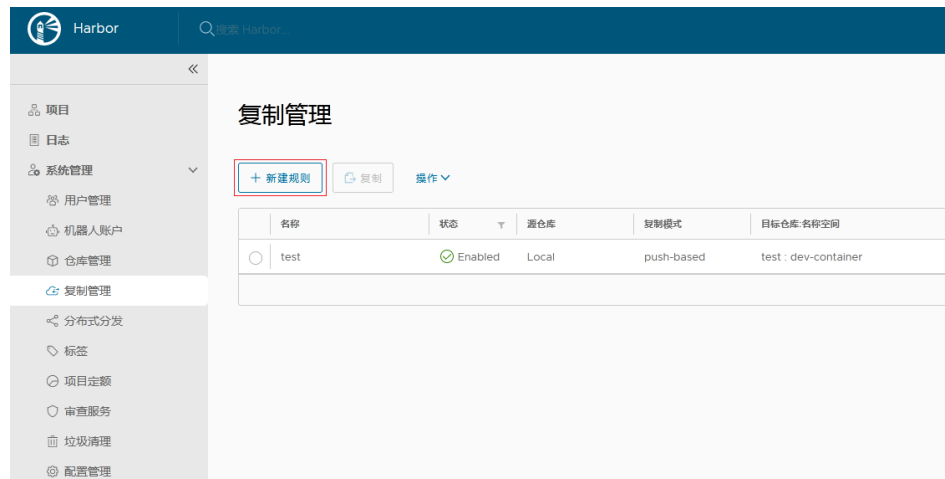 Harbor
搜索 Harbor...
项目
日志
系统管理
用户管理
机器人账户
仓库管理
复制管理
分布式分发
标签
项目定额
审查服务
垃圾清理
配置管理
复制管理
+ 新建规则 复制 操作
名称 状态 源仓库 复制模式 目标仓库:名称空间
test Enabled Local push-based test : dev-container